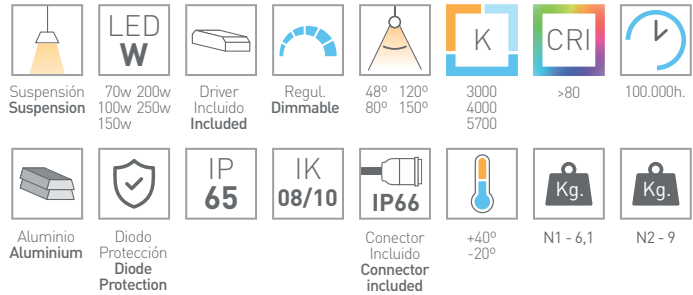 LED
W
K
CRI
Suspensión
Suspension
70w 200w
100w 250w
150w
Driver
Incluido
Included
Regul.
Dimmable
48º 120º
80º 150º
3000
4000
5700
>80
100.000h.
IP
65
IK
08/10
IP66
Kg.
Kg.
Aluminio
Aluminium
Diodo
Protección
Diode
Protection
Conector
Incluido
Connector
included
+40º
-20º
N1 - 6,1
N2 - 9